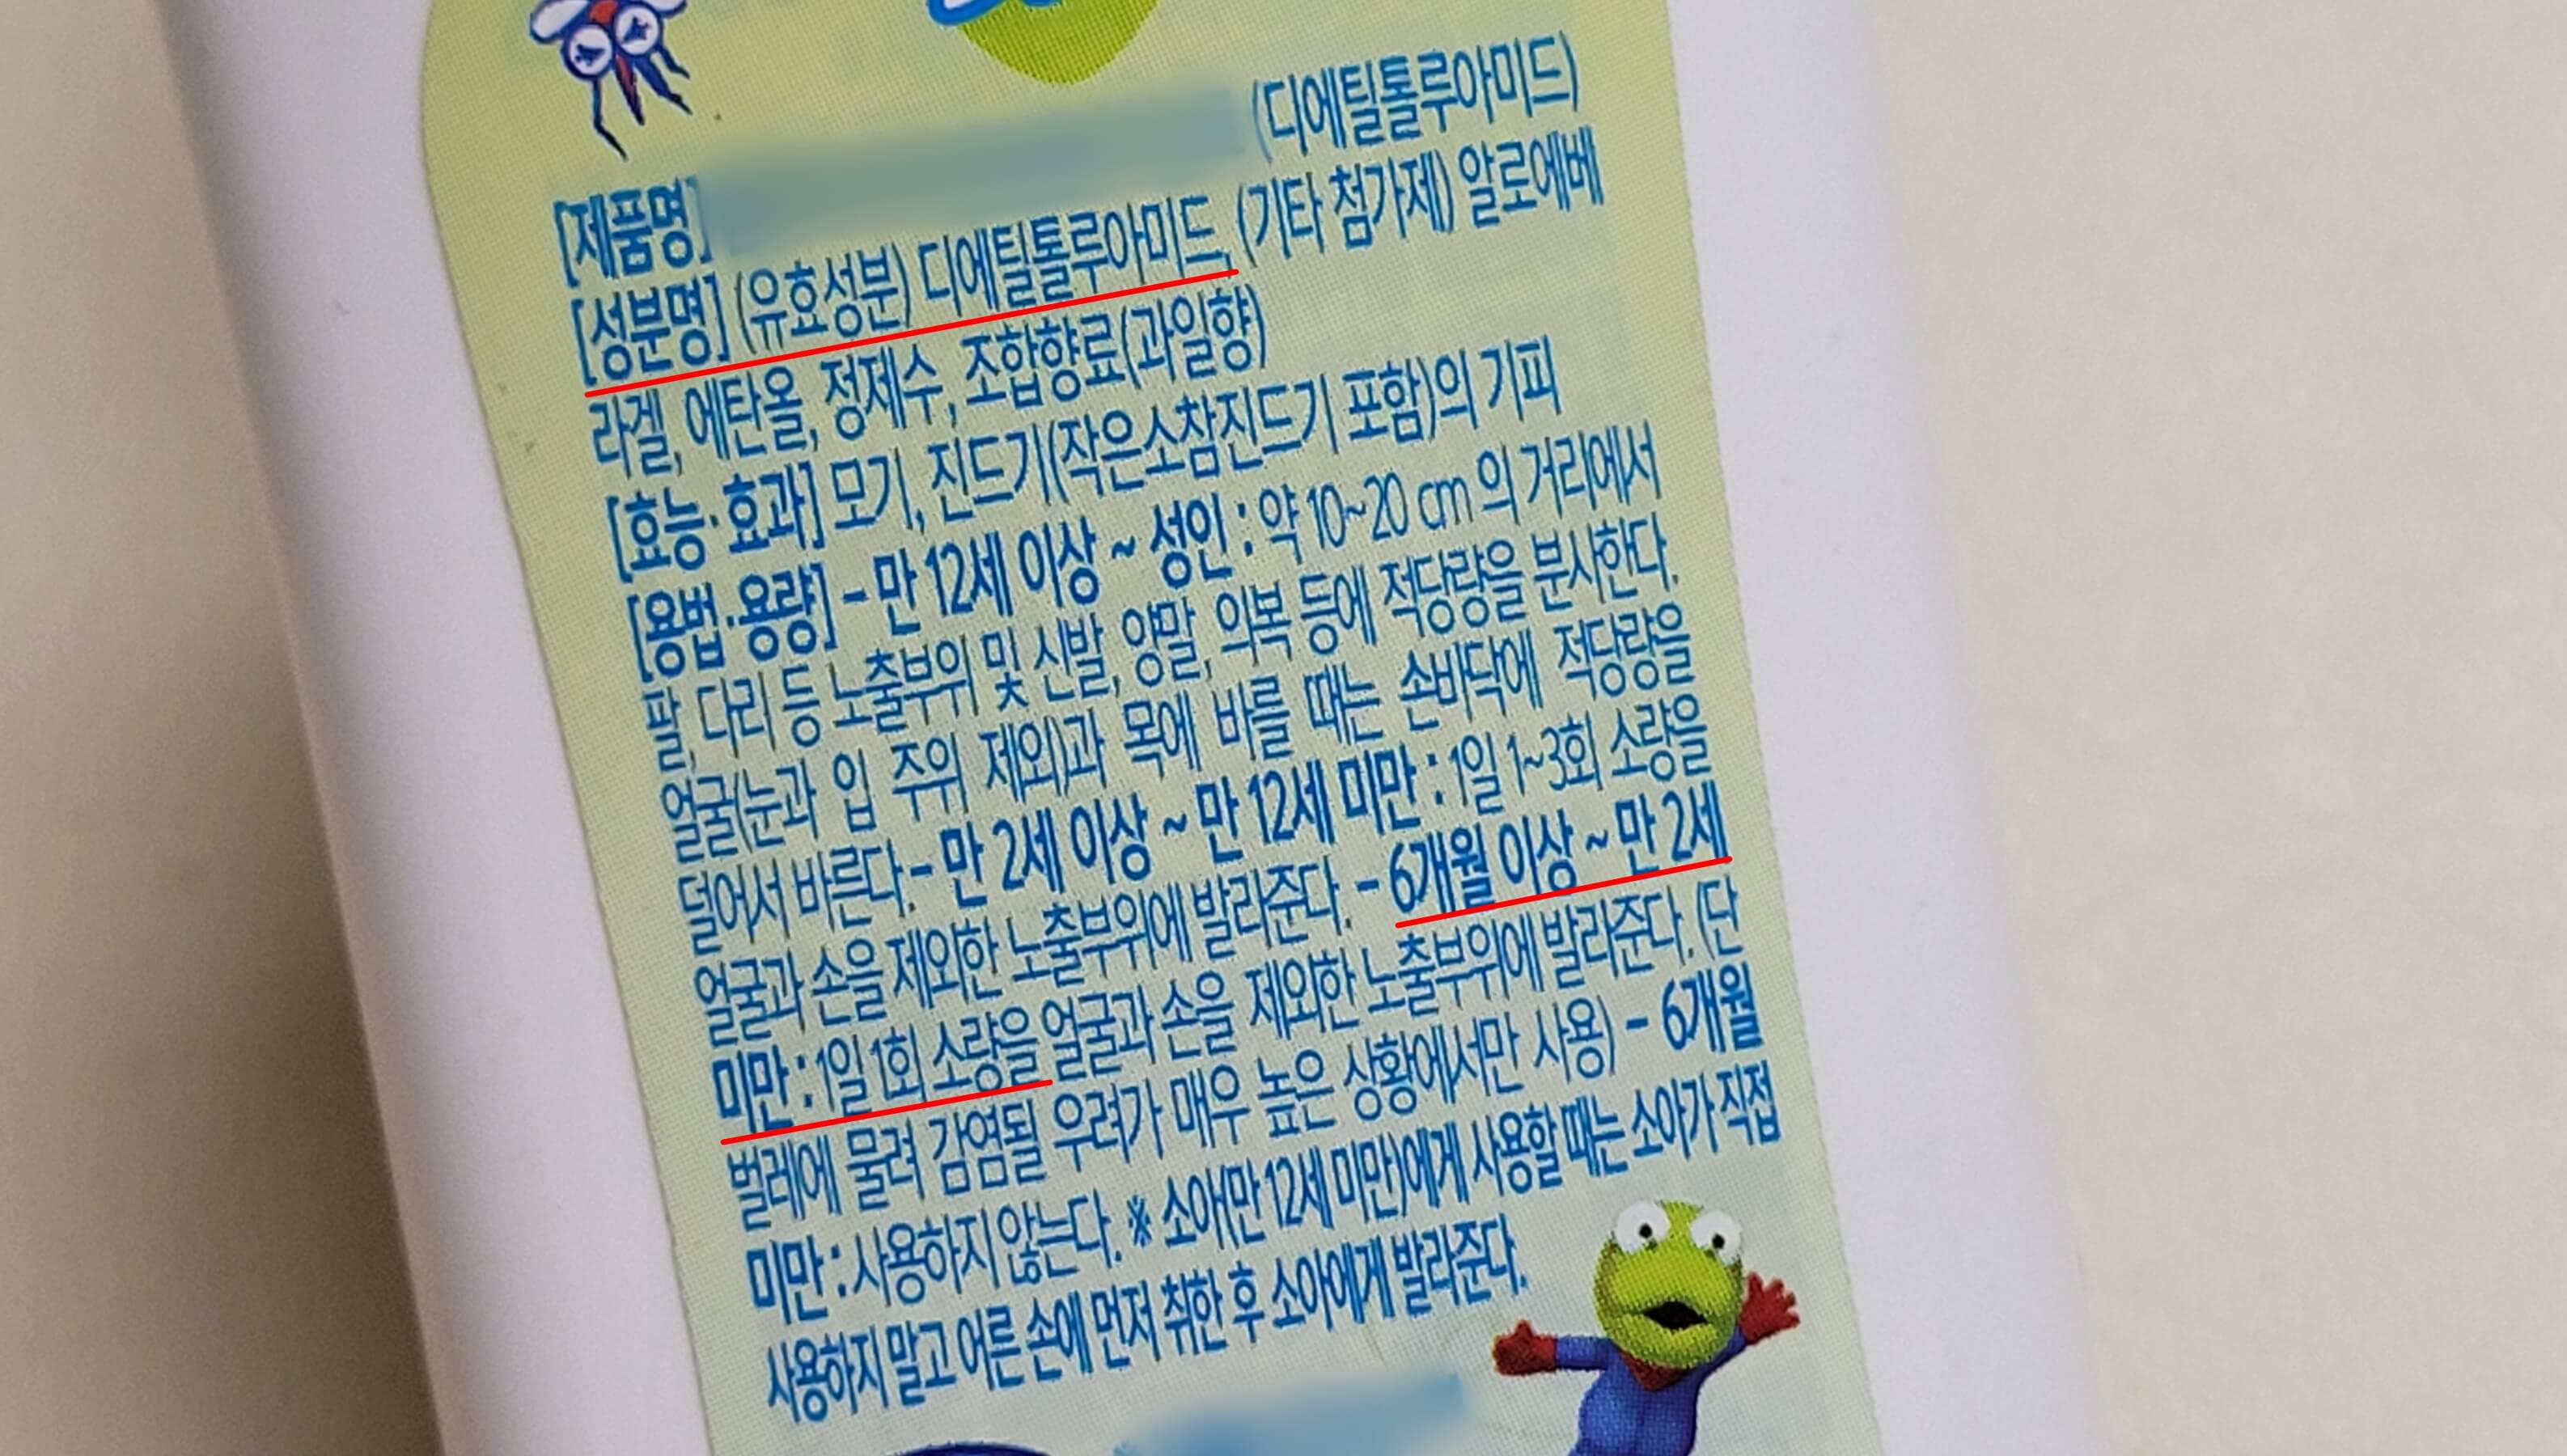 (디에틸톨루아미드)
[제품명]
[성분명] (유효성분) 디에틸톨루아미드, (기타 첨가제) 알로에베
라겔, 에탄올, 정제수, 조합향료(과일향)
[효능·효과] 모기, 진드기(작은소참진드기 포함)의 기피
[용법·용량] - 만 12세 이상 ~ 성인 : 약 10~20 cm 의 거리에서
팔, 다리 등 노출부위 및 신발, 양말, 의복 등에 적당량을 분사한다.
얼굴(눈과 입 주위 제외)과 목에 바를 때는 손바닥에 적당량을
덜어서 바른다. - 만 2세 이상 ~ 만 12세 미만 : 1일 1~3회 소량을
얼굴과 손을 제외한 노출부위에 발라준다. - 6개월 이상 ~ 만 2세
미만 : 1일 1회 소량을 얼굴과 손을 제외한 노출부위에 발라준다. (단
벌레에 물려 감염될 우려가 매우 높은 상황에서만 사용) - 6개월
미만 : 사용하지 않는다. ※ 소아(만 12세 미만)에게 사용할 때는 소아가 직접
사용하지 말고 어른 손에 먼저 취한 후 소아에게 발라준다.